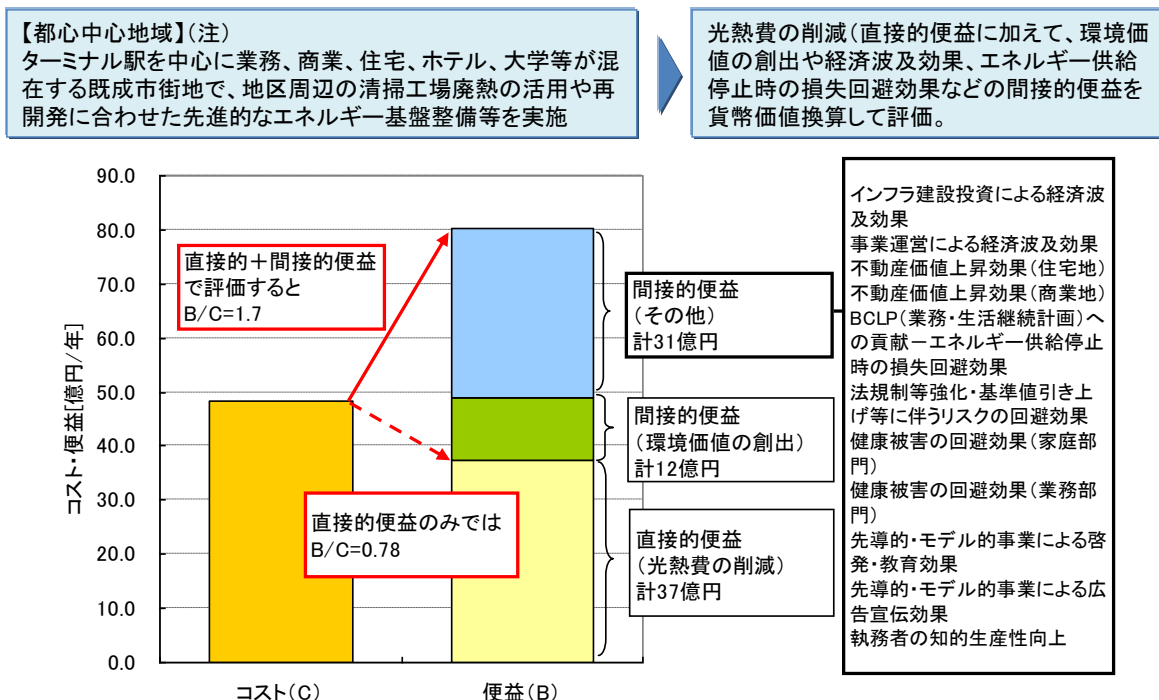 【都心中心地域】(注)
ターミナル駅を中心に業務、商業、住宅、ホテル、大学等が混
在する既成市街地で、地区周辺の清掃工場廃熱の活用や再
開発に合わせた先進的なエネルギー基盤整備等を実施
光熱費の削減(直接的便益に加えて、環境価
値の創出や経済波及効果、エネルギー供給
停止時の損失回避効果などの間接的便益を
貨幣価値換算して評価。
コスト・便益[億円/年]
90.0
80.0
70.0
60.0
50.0
40.0
30.0
20.0
10.0
0.0
コスト(C)
便益(B)
直接的+間接的便益
で評価すると
B/C=1.7
直接的便益のみでは
B/C=0.78
間接的便益
(その他)
計31億円
間接的便益
(環境価値の創出)
計12億円
直接的便益
(光熱費の削減)
計37億円
インフラ建設投資による経済波
及効果
事業運営による経済波及効果
不動産価値上昇効果(住宅地)
不動産価値上昇効果(商業地)
BCLP(業務・生活継続計画)へ
の貢献-エネルギー供給停止
時の損失回避効果
法規制等強化・基準値引き上
げ等に伴うリスクの回避効果
健康被害の回避効果(家庭部
門)
健康被害の回避効果(業務部
門)
先導的・モデル的事業による啓
発・教育効果
先導的・モデル的事業による広
告宣伝効果
執務者の知的生産性向上